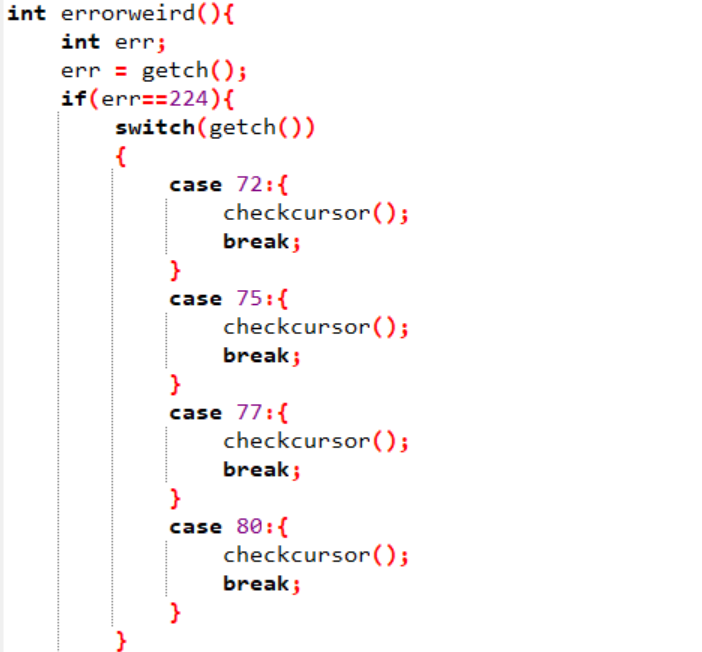 int errorweird(){
    int err;
    err = getch();
    if(err==224){
        switch(getch())
        {
            case 72:{
                checkcursor();
                break;
            }
            case 75:{
                checkcursor();
                break;
            }
            case 77:{
                checkcursor();
                break;
            }
            case 80:{
                checkcursor();
                break;
            }
        }